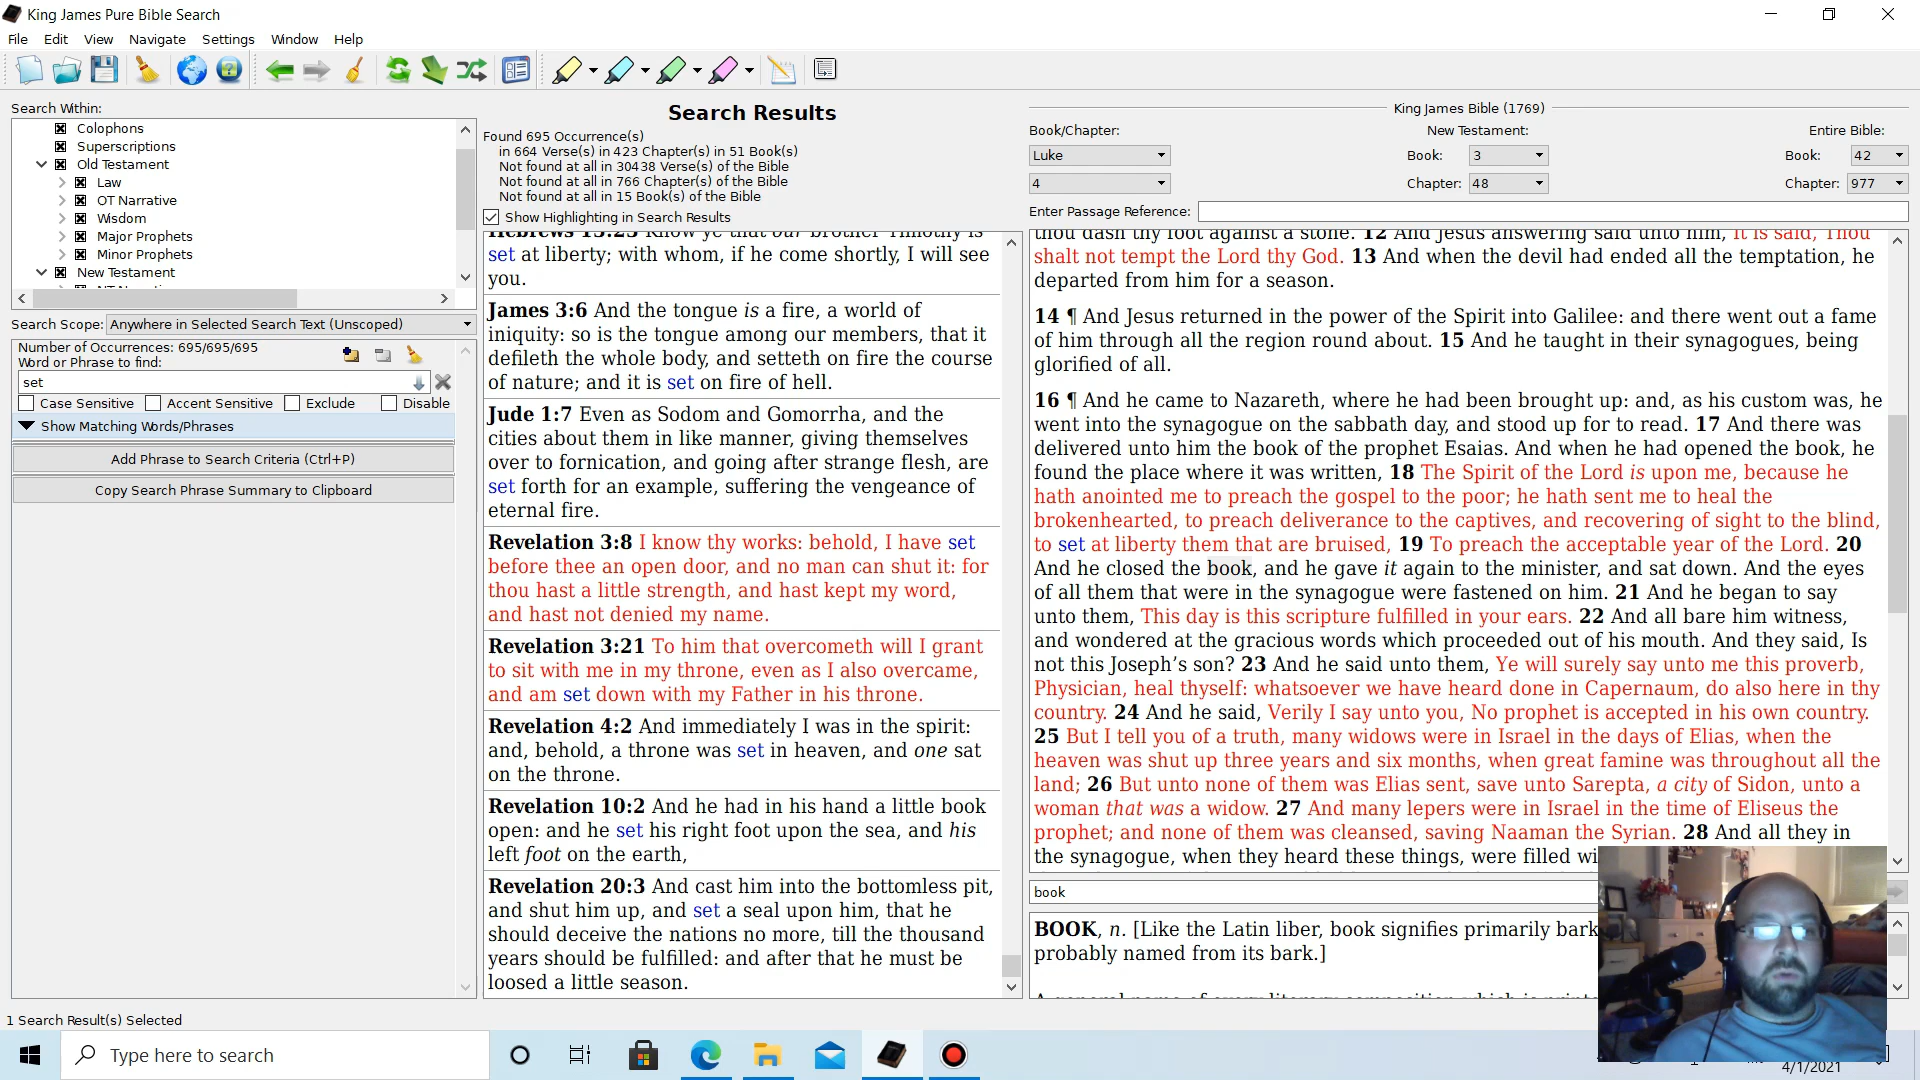 King James Pure Bible Search
File Edit View Navigate Settings Window Help
Search Within:
Colophons
Superscriptions
Old Testament
Law
OT Narrative
Wisdom
Major Prophets
Minor Prophets
New Testament
Search Scope: Anywhere in Selected Search Text (Unscoped)
Number of Occurrences: 695/695/695
Word or Phrase to find:
set
Case Sensitive Accent Sensitive Exclude Disable
Show Matching Words/Phrases
Add Phrase to Search Criteria (Ctrl+P)
Copy Search Phrase Summary to Clipboard
Search Results
Found 695 Occurrence(s)
in 664 Verse(s) in 423 Chapter(s) in 51 Book(s)
Not found at all in 30438 Verse(s) of the Bible
Not found at all in 766 Chapter(s) of the Bible
Not found at all in 15 Book(s) of the Bible
Show Highlighting in Search Results
Hebrews 13:23 Know ye that our brother Timothy is
set at liberty; with whom, if he come shortly, I will see
you.
James 3:6 And the tongue is a fire, a world of
iniquity: so is the tongue among our members, that it
defileth the whole body, and setteth on fire the course
of nature; and it is set on fire of hell.
Jude 1:7 Even as Sodom and Gomorrha, and the
cities about them in like manner, giving themselves
over to fornication, and going after strange flesh, are
set forth for an example, suffering the vengeance of
eternal fire.
Revelation 3:8 I know thy works: behold, I have set
before thee an open door, and no man can shut it: for
thou hast a little strength, and hast kept my word,
and hast not denied my name.
Revelation 3:21 To him that overcometh will I grant
to sit with me in my throne, even as I also overcame,
and am set down with my Father in his throne.
Revelation 4:2 And immediately I was in the spirit:
and, behold, a throne was set in heaven, and one sat
on the throne.
Revelation 10:2 And he had in his hand a little book
open: and he set his right foot upon the sea, and his
left foot on the earth,
Revelation 20:3 And cast him into the bottomless pit,
and shut him up, and set a seal upon him, that he
should deceive the nations no more, till the thousand
years should be fulfilled: and after that he must be
loosed a little season.
King James Bible (1769)
Book/Chapter: New Testament: Entire Bible:
Luke Book: 3 Book: 42
4 Chapter: 48 Chapter: 977
Enter Passage Reference:
thou dash thy foot against a stone. 12 And Jesus answering said unto him, It is said, Thou
shalt not tempt the Lord thy God. 13 And when the devil had ended all the temptation, he
departed from him for a season.
14 ¶ And Jesus returned in the power of the Spirit into Galilee: and there went out a fame
of him through all the region round about. 15 And he taught in their synagogues, being
glorified of all.
16 ¶ And he came to Nazareth, where he had been brought up: and, as his custom was, he
went into the synagogue on the sabbath day, and stood up for to read. 17 And there was
delivered unto him the book of the prophet Esaias. And when he had opened the book, he
found the place where it was written, 18 The Spirit of the Lord is upon me, because he
hath anointed me to preach the gospel to the poor; he hath sent me to heal the
brokenhearted, to preach deliverance to the captives, and recovering of sight to the blind,
to set at liberty them that are bruised, 19 To preach the acceptable year of the Lord. 20
And he closed the book, and he gave it again to the minister, and sat down. And the eyes
of all them that were in the synagogue were fastened on him. 21 And he began to say
unto them, This day is this scripture fulfilled in your ears. 22 And all bare him witness,
and wondered at the gracious words which proceeded out of his mouth. And they said, Is
not this Joseph’s son? 23 And he said unto them, Ye will surely say unto me this proverb,
Physician, heal thyself: whatsoever we have heard done in Capernaum, do also here in thy
country. 24 And he said, Verily I say unto you, No prophet is accepted in his own country.
25 But I tell you of a truth, many widows were in Israel in the days of Elias, when the
heaven was shut up three years and six months, when great famine was throughout all the
land; 26 But unto none of them was Elias sent, save unto Sarepta, a city of Sidon, unto a
woman that was a widow. 27 And many lepers were in Israel in the time of Eliseus the
prophet; and none of them was cleansed, saving Naaman the Syrian. 28 And all they in
the synagogue, when they heard these things, were filled wi
book
BOOK, n. [Like the Latin liber, book signifies primarily bark
probably named from its bark.]
1 Search Result(s) Selected
Type here to search
4/1/2021